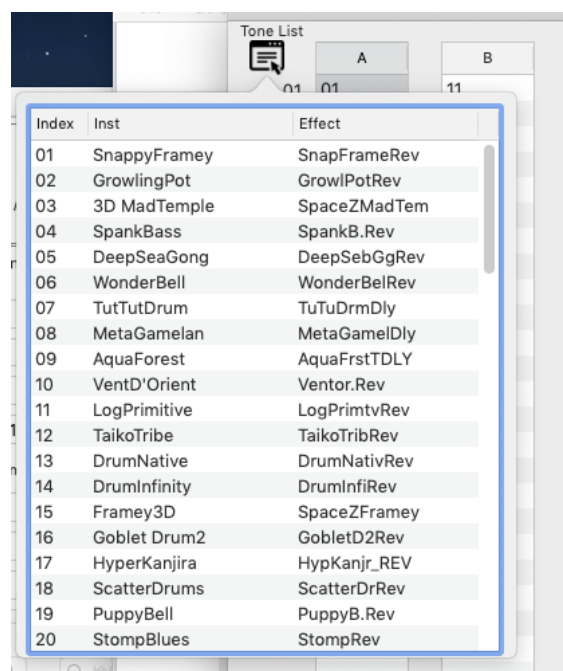 Tone List
A B
01 01 11
Index Inst Effect
01 SnappyFramey SnapFrameRev
02 GrowlingPot GrowlPotRev
03 3D MadTemple SpaceZMadTem
04 SpankBass SpankB.Rev
05 DeepSeaGong DeepSebGgRev
06 WonderBell WonderBelRev
07 TutTutDrum TuTuDrmDly
08 MetaGamelan MetaGamelDly
09 AquaForest AquaFrstTDLY
10 VentD'Orient Ventor.Rev
11 LogPrimitive LogPrimtvRev
12 TaikoTribe TaikoTribRev
13 DrumNative DrumNativRev
14 DrumInfinity DrumInfiRev
15 Framey3D SpaceZFramey
16 Goblet Drum2 GobletD2Rev
17 HyperKanjira HypKanjr_REV
18 ScatterDrums ScatterDrRev
19 PuppyBell PuppyB.Rev
20 StompBlues StompRev